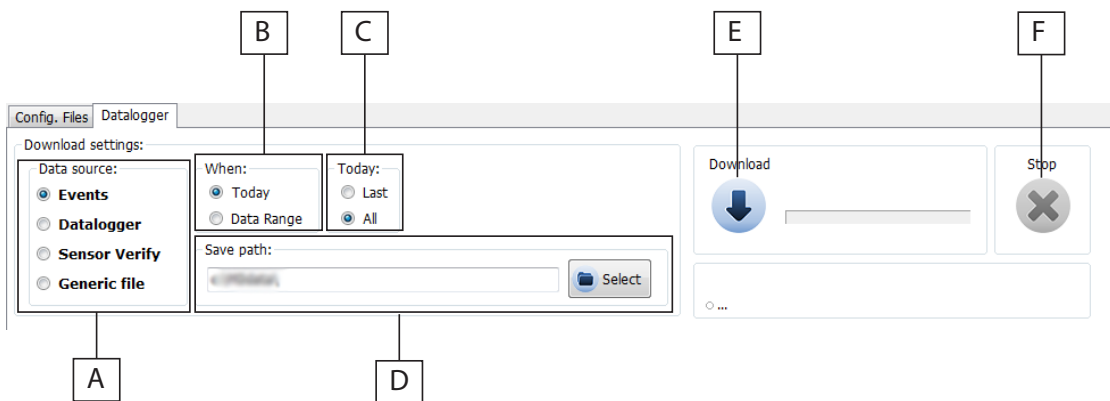 B C E F
Config. Files Datalogger
Download settings:
Data source:
Events
Datalogger
Sensor Verify
Generic file
When:
Today
Data Range
Today:
Last
All
Save path:
Select
Download
Stop
...
A D